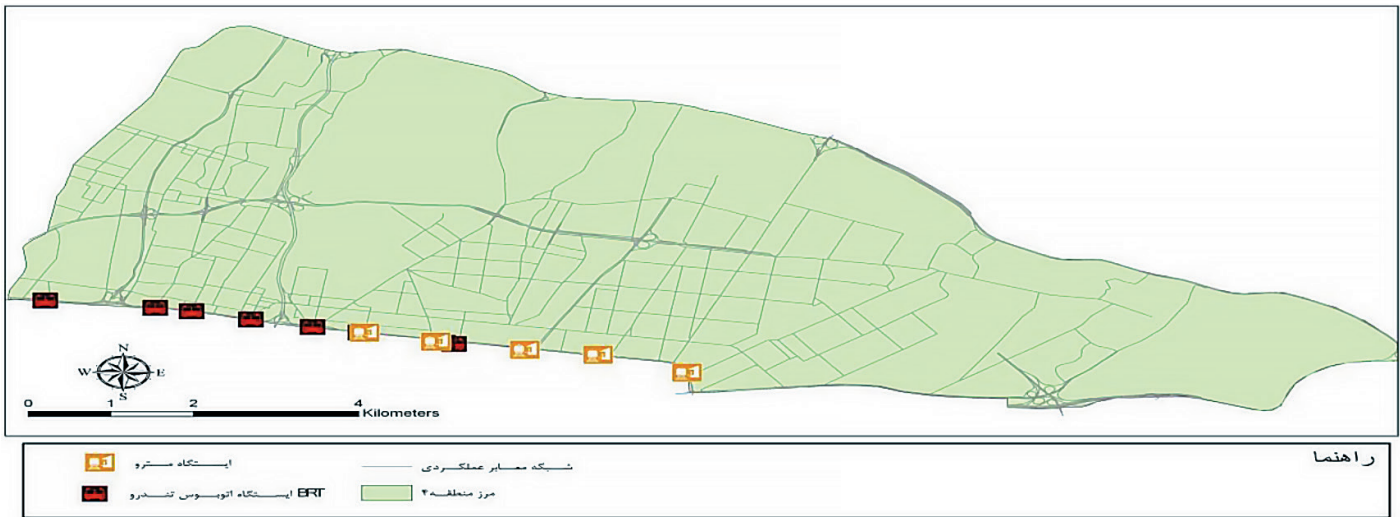 N
W E
S
0 1 2 4
Kilometers
راهنما
ایستگاه مترو
شبکه معابر عملکردی
ایستگاه اتوبوس تندرو BRT
مرز منطقه۴